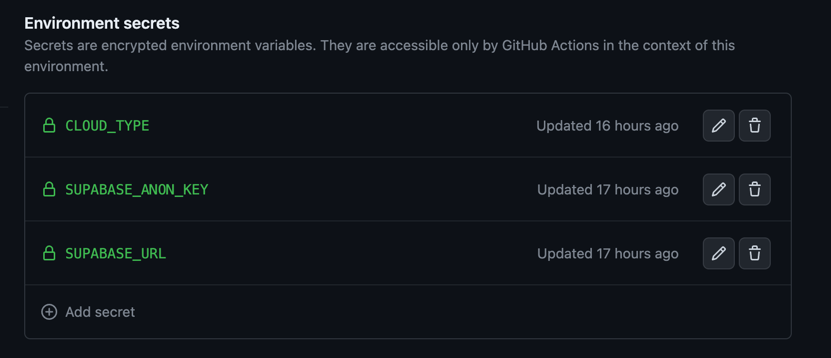 Environment secrets
Secrets are encrypted environment variables. They are accessible only by GitHub Actions in the context of this
environment.
CLOUD_TYPE Updated 16 hours ago
SUPABASE_ANON_KEY Updated 17 hours ago
SUPABASE_URL Updated 17 hours ago
Add secret